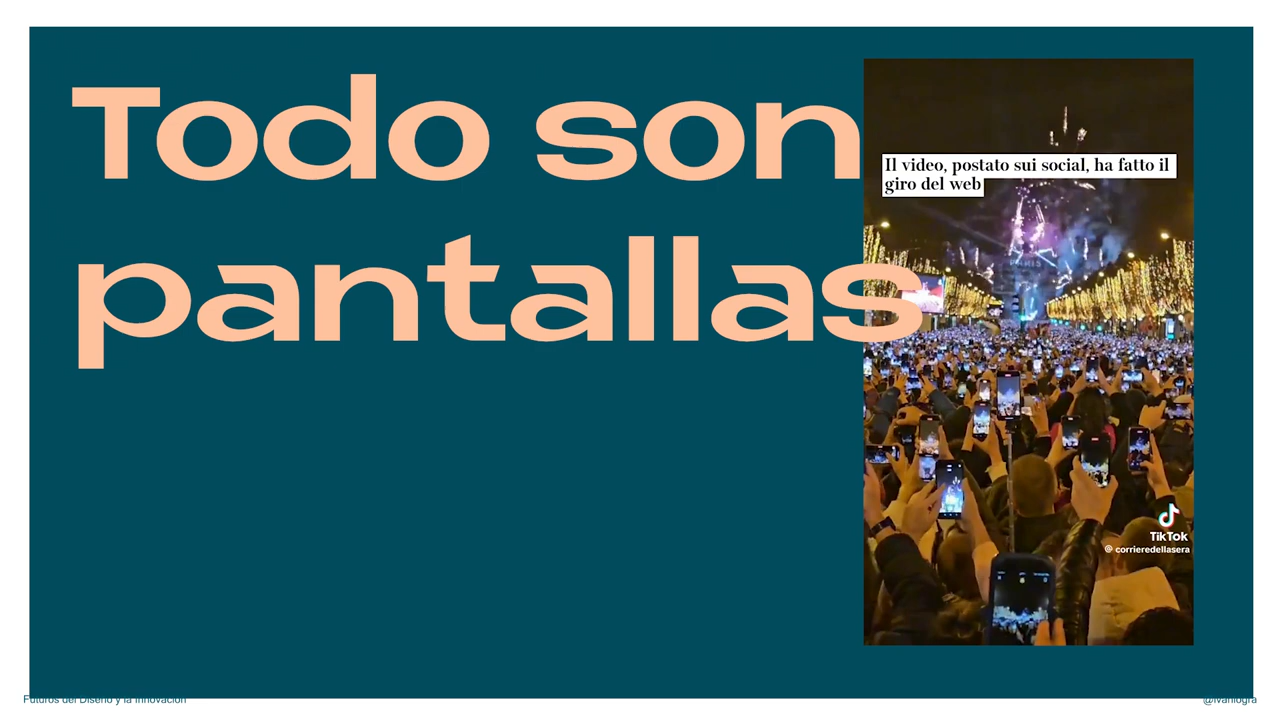 Todo son
pantallas
Il video, postato sui social, ha fatto il
giro del web
TikTok
@ corrieredellasera
Futuros del Diseño y la Innovación
@ivanlogra